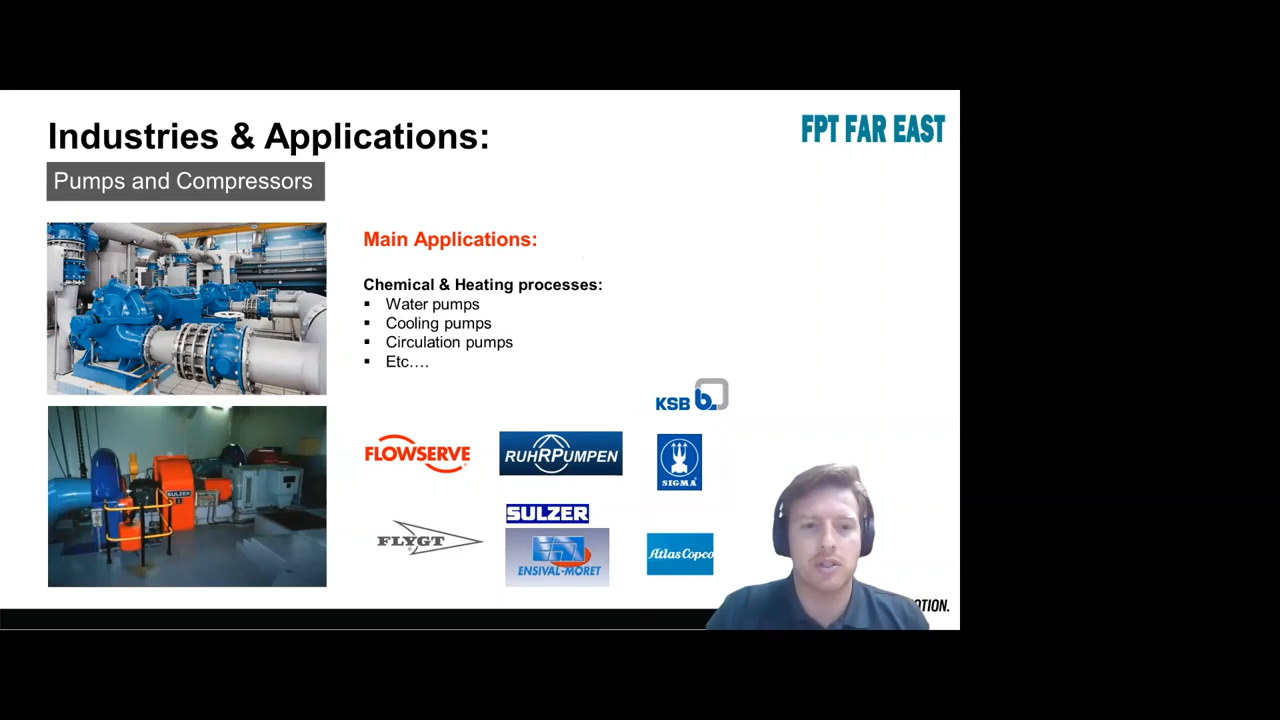 Industries & Applications:
FPT FAR EAST
Pumps and Compressors
Main Applications:
Chemical & Heating processes:
▪ Water pumps
▪ Cooling pumps
▪ Circulation pumps
▪ Etc….
KSB b
FLOWSERVE
RUHRPUMPEN
SIGMA
SULZER
SULZER
FLYGT
ENSIVAL-MORET
Atlas Copco
OTION.